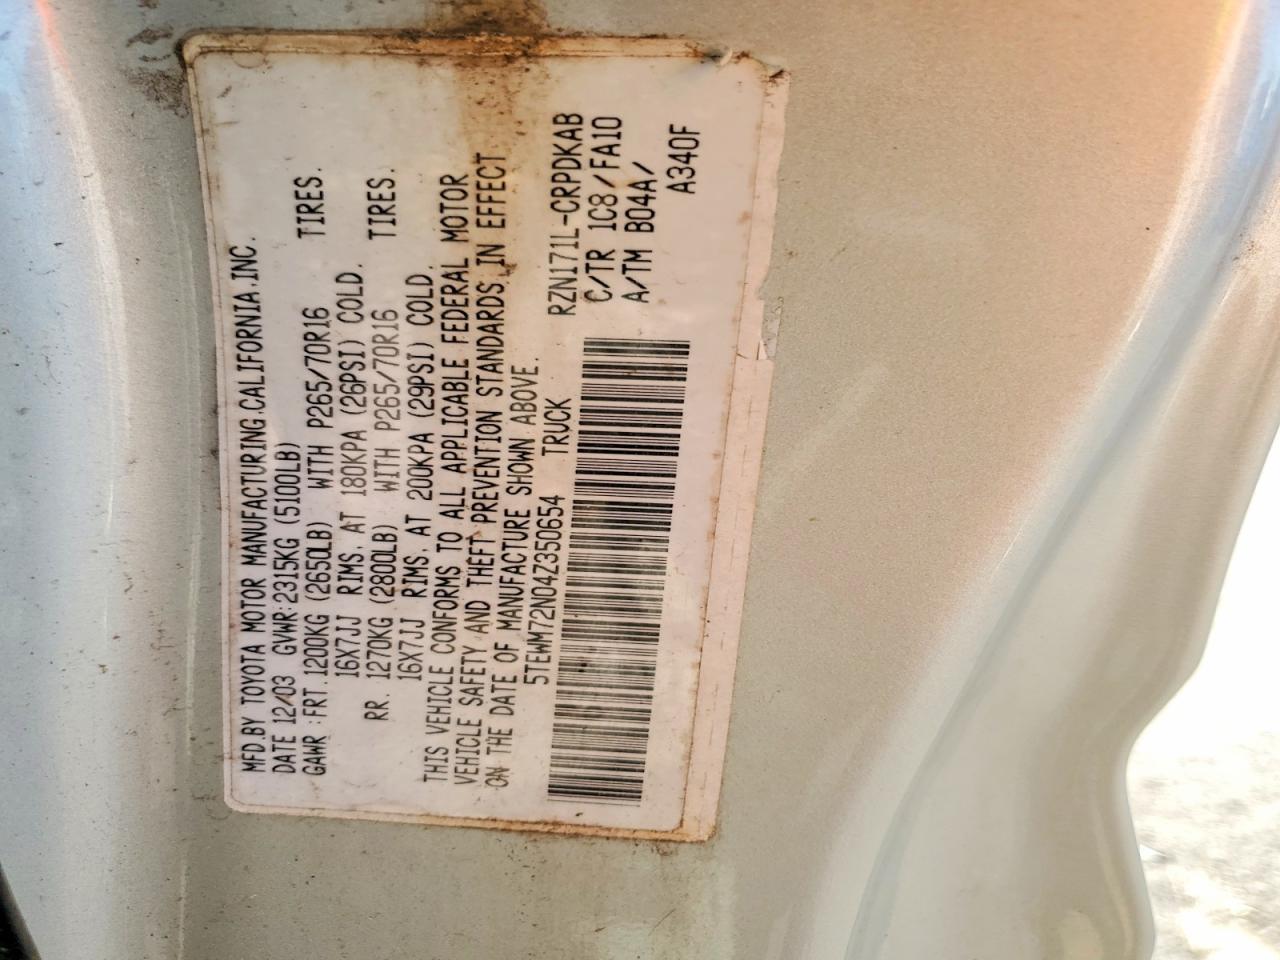 MFD.BY TOYOTA MOTOR MANUFACTURING.CALIFORNIA.INC.
DATE 12/03 GVWR:2315KG (5100LB)
GAWR :FRT.1200KG (2650LB) WITH P265/70R16 TIRES.
16X7JJ RIMS, AT 180KPA (26PSI) COLD.
RR. 1270KG (2800LB) WITH P265/70R16 TIRES.
16X7JJ RIMS, AT 200KPA (29PSI) COLD.
THIS VEHICLE CONFORMS TO ALL APPLICABLE FEDERAL MOTOR
VEHICLE SAFETY AND THEFT PREVENTION STANDARDS IN EFFECT
ON THE DATE OF MANUFACTURE SHOWN ABOVE.
5TEWM72N04Z350654 TRUCK RZN171L-CRPDKAB
C/TR 1C8/FA10
A/TM B04A/
A340F